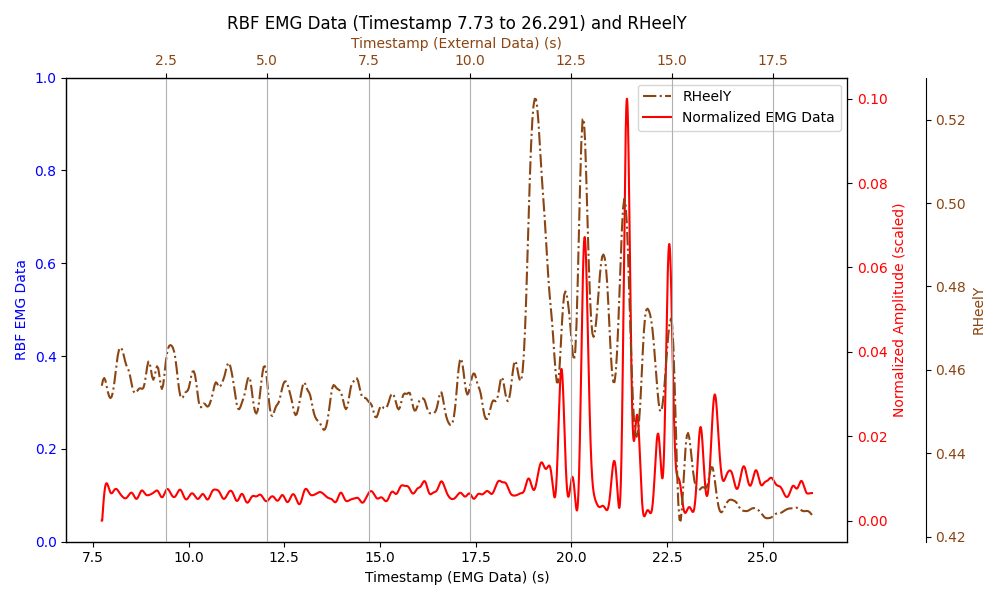 RBF EMG Data (Timestamp 7.73 to 26.291) and RHeelY
Timestamp (External Data) (s)
2.5 5.0 7.5 10.0 12.5 15.0 17.5
RHeelY
Normalized EMG Data
1.0
0.8
0.6
0.4
0.2
0.0
RBF EMG Data
0.10
0.08
0.06
0.04
0.02
0.00
Normalized Amplitude (scaled)
0.52
0.50
0.48
0.46
0.44
0.42
RHeelY
7.5 10.0 12.5 15.0 17.5 20.0 22.5 25.0
Timestamp (EMG Data) (s)